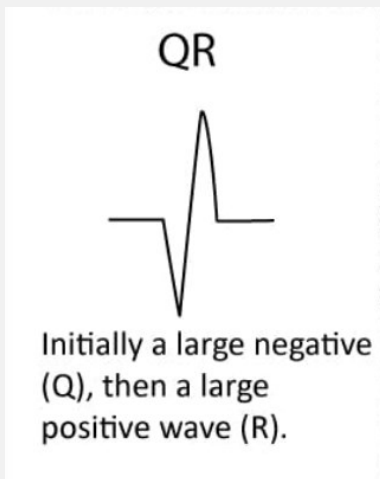 QR
Initially a large negative
(Q), then a large
positive wave (R).